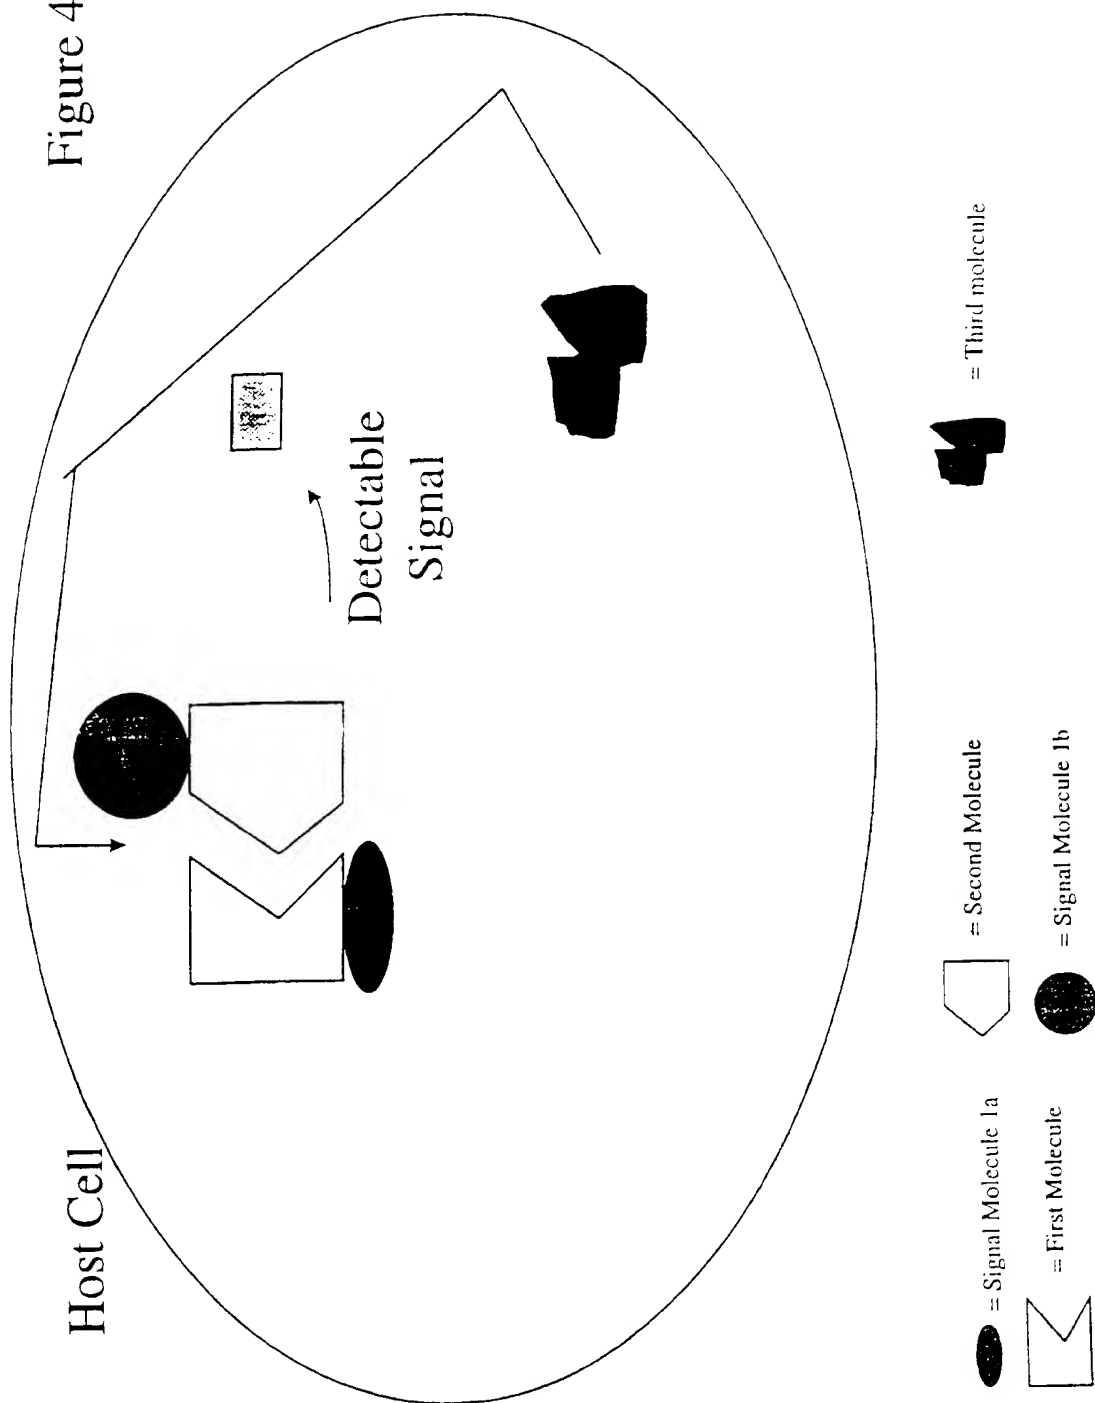 Figure 4
Host Cell
Detectable
Signal
= Signal Molecule 1a
= Second Molecule
= Third molecule
= First Molecule
= Signal Molecule 1b